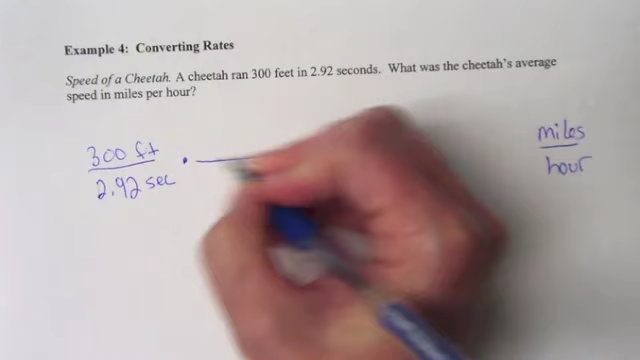 Example 4: Converting Rates
Speed of a Cheetah. A cheetah ran 300 feet in 2.92 seconds. What was the cheetah's average
speed in miles per hour?
300 ft
2.92 sec
miles
hour